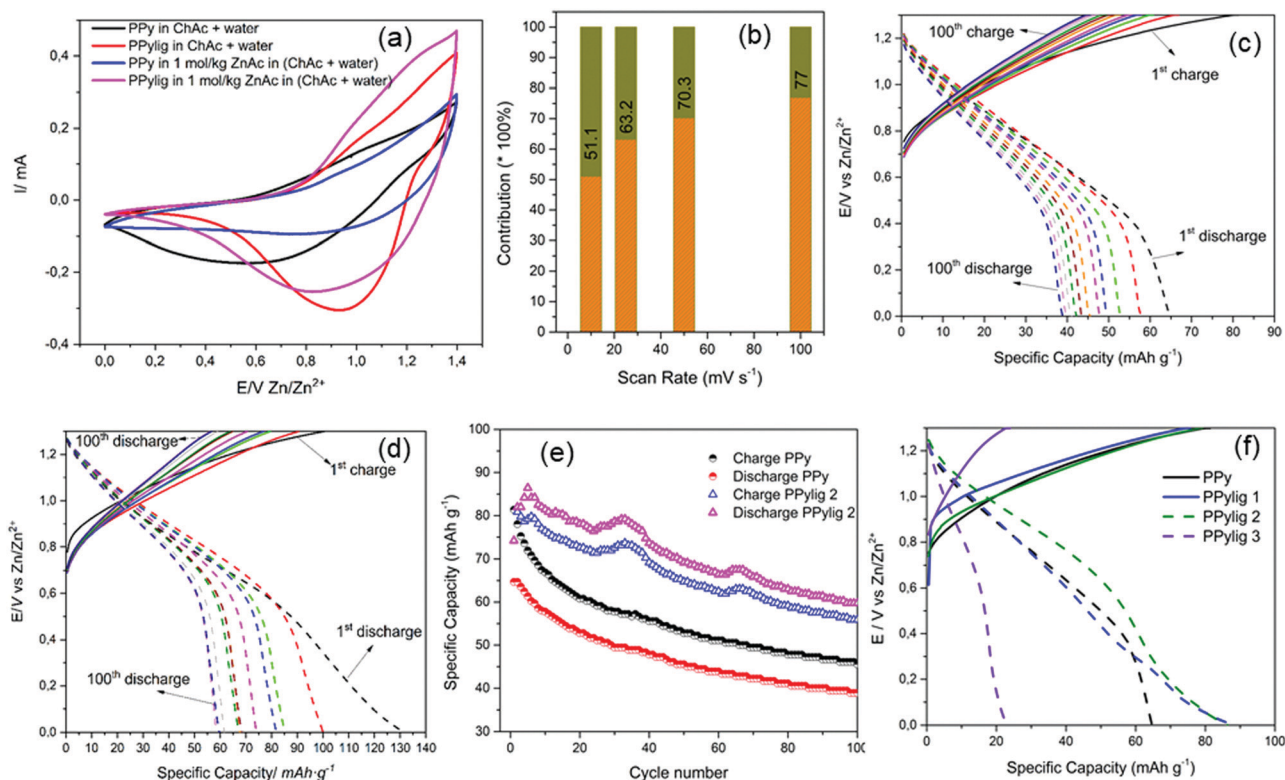 (a)
PPy in ChAc + water
PPylig in ChAc + water
PPy in 1 mol/kg ZnAc in (ChAc + water)
PPylig in 1 mol/kg ZnAc in (ChAc + water)
0,4
0,2
0,0
-0,2
-0,4
I/ mA
0,0 0,2 0,4 0,6 0,8 1,0 1,2 1,4
E/V Zn/Zn²⁺
(b)
100
90
80
70
60
50
40
30
20
10
0
Contribution (* 100%)
51.1
63.2
70.3
77
0 20 40 60 80 100
Scan Rate (mV s⁻¹)
(c)
100th charge
1st charge
1st discharge
100th discharge
1,2
1,0
0,8
0,6
0,4
0,2
0,0
E/V vs Zn/Zn²⁺
0 10 20 30 40 50 60 70 80 90
Specific Capacity (mAh g⁻¹)
(d)
100th discharge
1st charge
1st discharge
100th discharge
1,2
1,0
0,8
0,6
0,4
0,2
0,0
E/V vs Zn/Zn²⁺
0 10 20 30 40 50 60 70 80 90 100 110 120 130 140
Specific Capacity/ mAh·g⁻¹
(e)
Charge PPy
Discharge PPy
Charge PPylig 2
Discharge PPylig 2
100
90
80
70
60
50
40
30
Specific Capacity (mAh g⁻¹)
0 20 40 60 80 100
Cycle number
(f)
PPy
PPylig 1
PPylig 2
PPylig 3
1,2
1,0
0,8
0,6
0,4
0,2
0,0
E / V vs Zn/Zn²⁺
0 20 40 60 80 100
Specific Capacity (mAh g⁻¹)